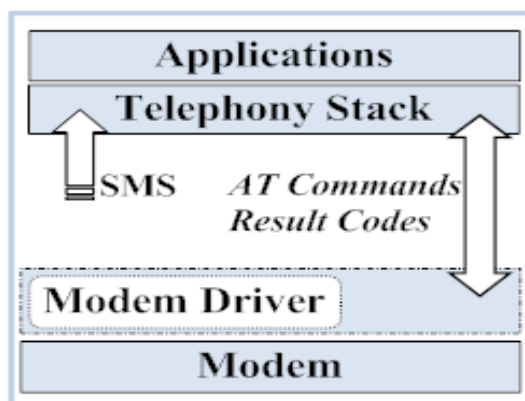 Applications
Telephony Stack
SMS
AT Commands
Result Codes
Modem Driver
Modem